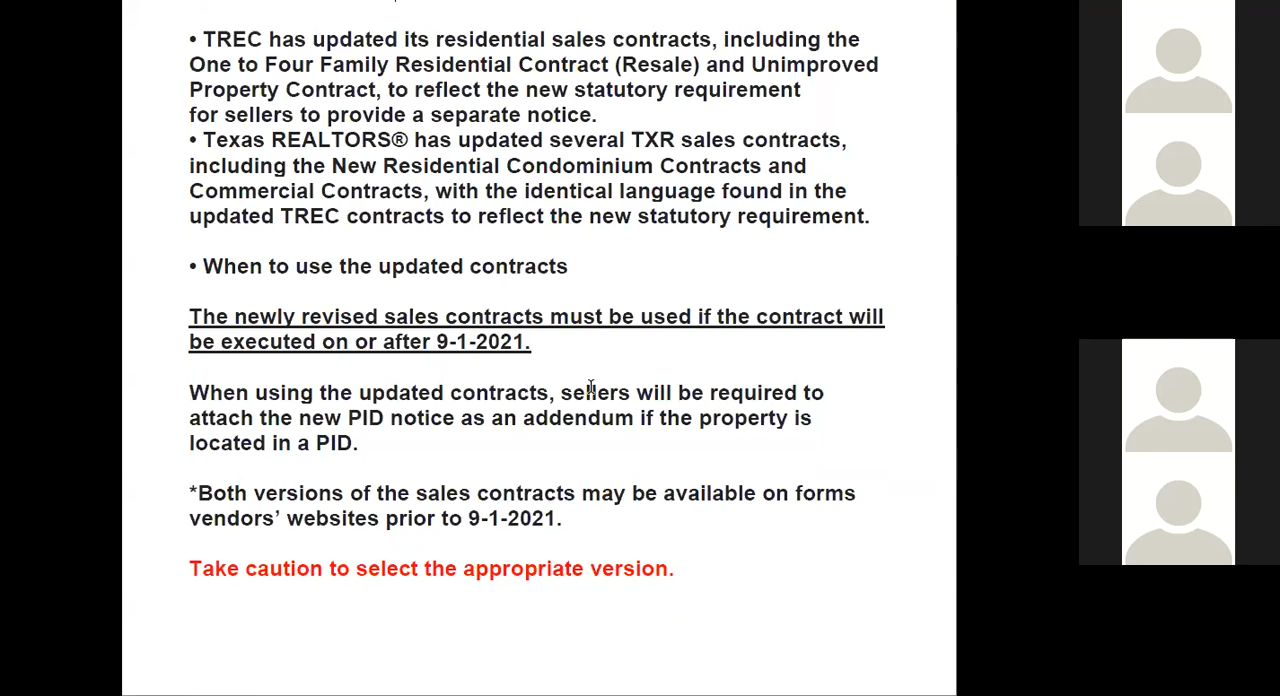 • TREC has updated its residential sales contracts, including the
One to Four Family Residential Contract (Resale) and Unimproved
Property Contract, to reflect the new statutory requirement
for sellers to provide a separate notice.
• Texas REALTORS® has updated several TXR sales contracts,
including the New Residential Condominium Contracts and
Commercial Contracts, with the identical language found in the
updated TREC contracts to reflect the new statutory requirement.
• When to use the updated contracts
The newly revised sales contracts must be used if the contract will
be executed on or after 9-1-2021.
When using the updated contracts, sellers will be required to
attach the new PID notice as an addendum if the property is
located in a PID.
*Both versions of the sales contracts may be available on forms
vendors’ websites prior to 9-1-2021.
Take caution to select the appropriate version.